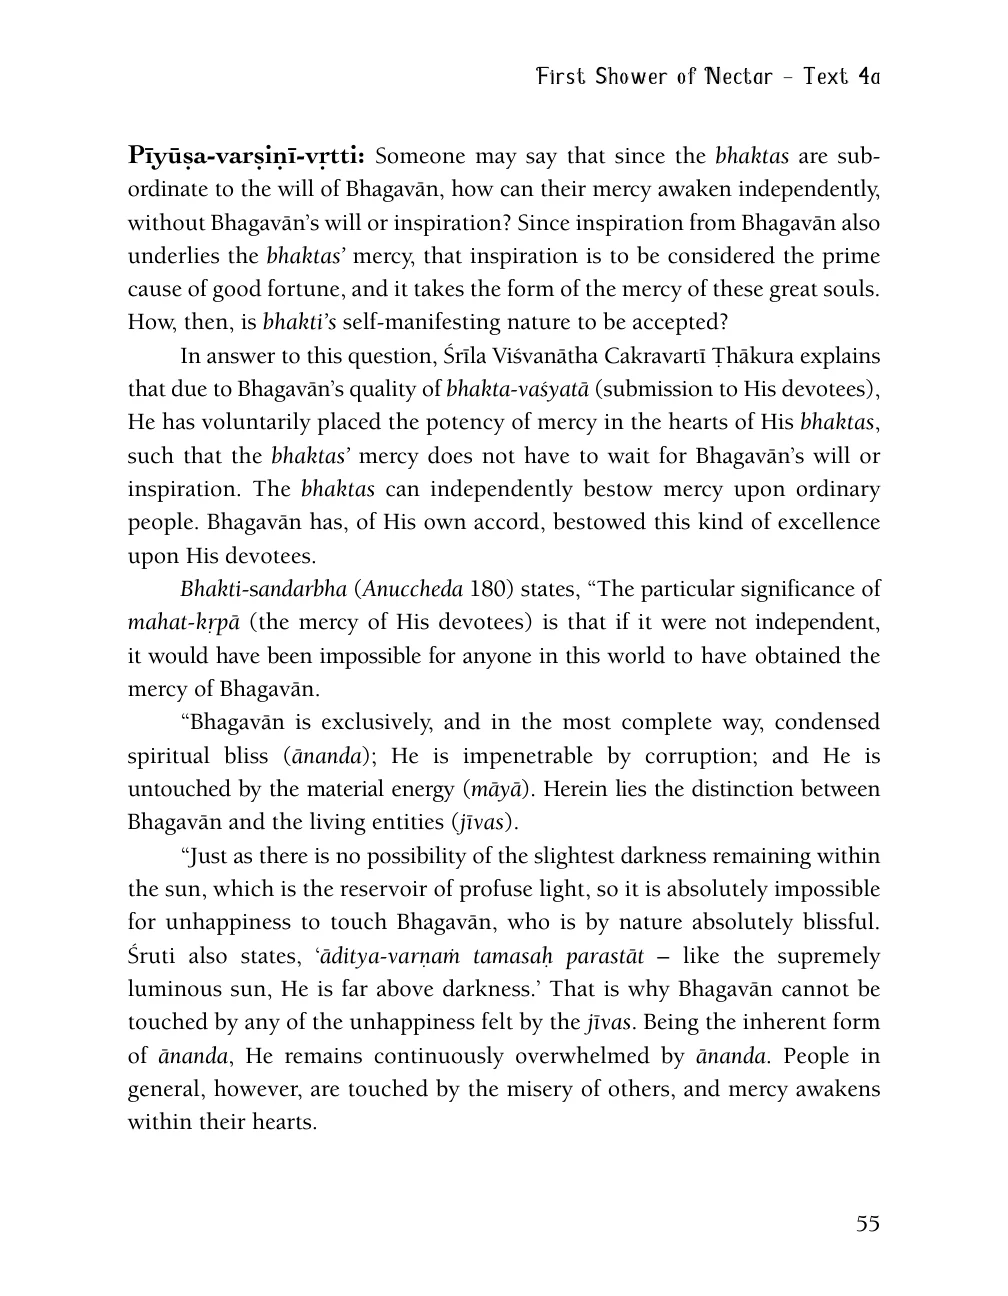 First Shower of Nectar – Text 4a
Pīyūṣa-varṣiṇī-vṛtti: Someone may say that since the bhaktas are sub-
ordinate to the will of Bhagavān, how can their mercy awaken independently,
without Bhagavān’s will or inspiration? Since inspiration from Bhagavān also
underlies the bhaktas’ mercy, that inspiration is to be considered the prime
cause of good fortune, and it takes the form of the mercy of these great souls.
How, then, is bhakti’s self-manifesting nature to be accepted?
In answer to this question, Śrīla Viśvanātha Cakravartī Ṭhākura explains
that due to Bhagavān’s quality of bhakta-vaśyatā (submission to His devotees),
He has voluntarily placed the potency of mercy in the hearts of His bhaktas,
such that the bhaktas’ mercy does not have to wait for Bhagavān’s will or
inspiration. The bhaktas can independently bestow mercy upon ordinary
people. Bhagavān has, of His own accord, bestowed this kind of excellence
upon His devotees.
Bhakti-sandarbha (Anuccheda 180) states, “The particular significance of
mahat-kṛpā (the mercy of His devotees) is that if it were not independent,
it would have been impossible for anyone in this world to have obtained the
mercy of Bhagavān.
“Bhagavān is exclusively, and in the most complete way, condensed
spiritual bliss (ānanda); He is impenetrable by corruption; and He is
untouched by the material energy (māyā). Herein lies the distinction between
Bhagavān and the living entities (jīvas).
“Just as there is no possibility of the slightest darkness remaining within
the sun, which is the reservoir of profuse light, so it is absolutely impossible
for unhappiness to touch Bhagavān, who is by nature absolutely blissful.
Śruti also states, ‘āditya-varṇaṁ tamasaḥ parastāt – like the supremely
luminous sun, He is far above darkness.’ That is why Bhagavān cannot be
touched by any of the unhappiness felt by the jīvas. Being the inherent form
of ānanda, He remains continuously overwhelmed by ānanda. People in
general, however, are touched by the misery of others, and mercy awakens
within their hearts.
55